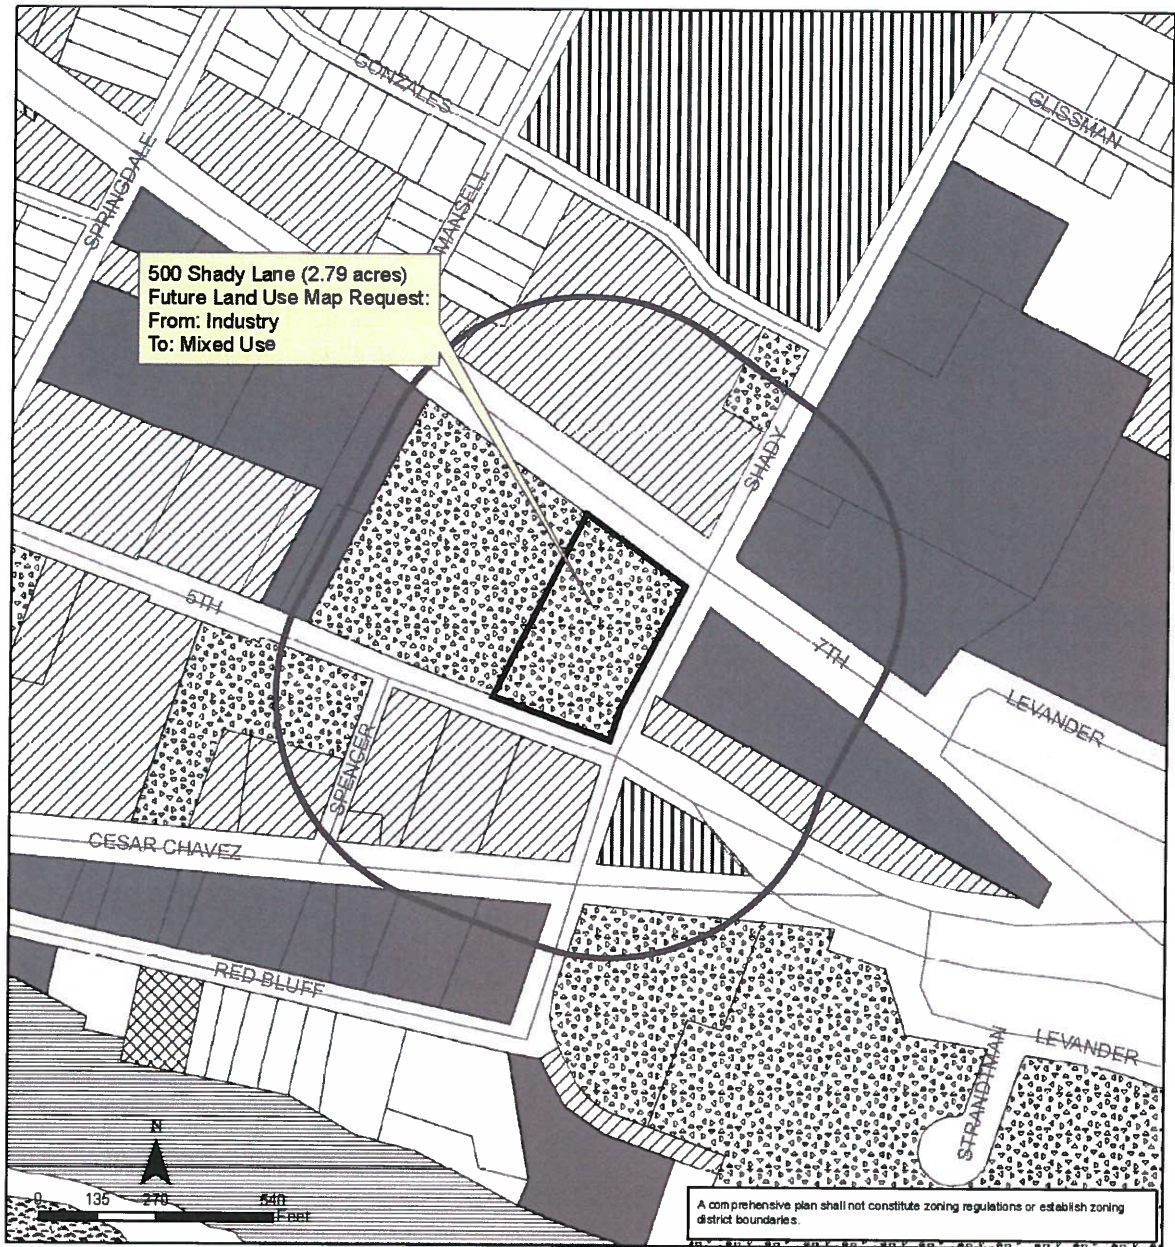 GONZALES
GLISSMAN
SPRINGDALE
MANSELL
500 Shady Lane (2.79 acres)
Future Land Use Map Request:
From: Industry
To: Mixed Use
SHADY
5TH
7TH
LEVANDER
SPENGER
CESAR CHAVEZ
RED BLUFF
LEVANDER
STRANDTMAN
N
0 135 270 540
Feet
A comprehensive plan shall not constitute zoning regulations or establish zoning
district boundaries.